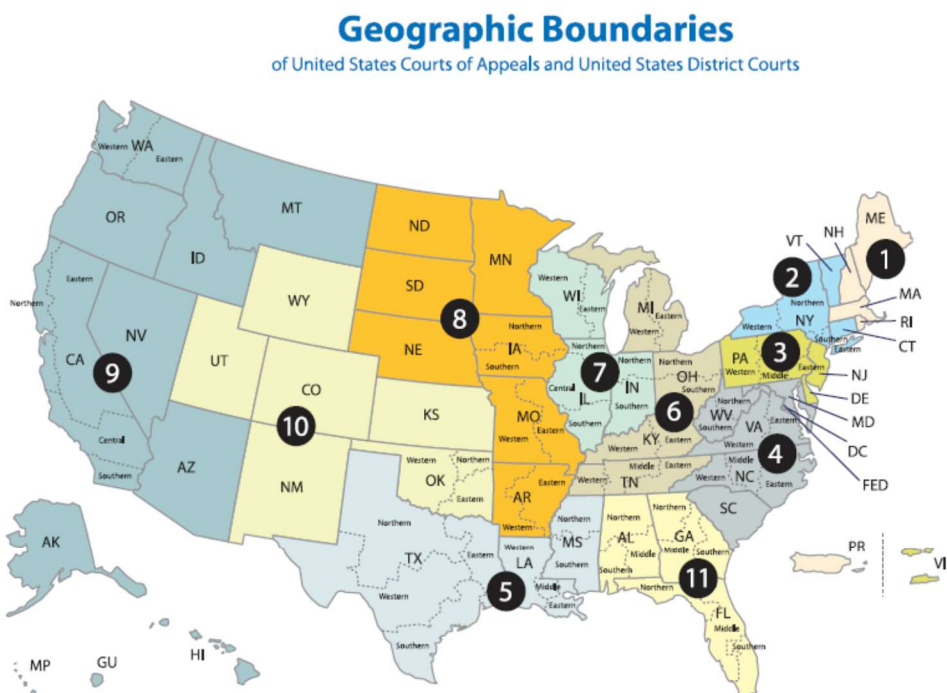 Geographic Boundaries
of United States Courts of Appeals and United States District Courts
Western WA
Eastern
OR
ID
MT
ND
MN
SD
WY
NE
8
Northern
IA
Southern
Western
WI
Eastern
MI
Eastern
Western
VT
NH
ME
1
2
Northern
MA
NY
Western
RI
Southern
Eastern
CT
3
PA
Western
Middle
Eastern
NJ
DE
MD
DC
FED
Eastern
Northern
CA
NV
9
Central
Southern
UT
CO
10
KS
AZ
NM
Western
Northern
OK
Eastern
MO
Eastern
Western
AR
Eastern
Western
Northern
7
Central
IL
Southern
Northern
IN
Southern
Northern
OH
Southern
6
KY
Western
Eastern
Middle
Eastern
Western
TN
Northern
WV
Southern
VA
Eastern
Western
4
Middle
Western
NC
Eastern
SC
Northern
TX
Eastern
Western
Southern
Western
LA
Middle
Eastern
5
Northern
MS
Southern
Northern
AL
Middle
Southern
Northern
GA
Middle
Southern
11
Northern
FL
Middle
Southern
PR
VI
AK
HI
GU
MP